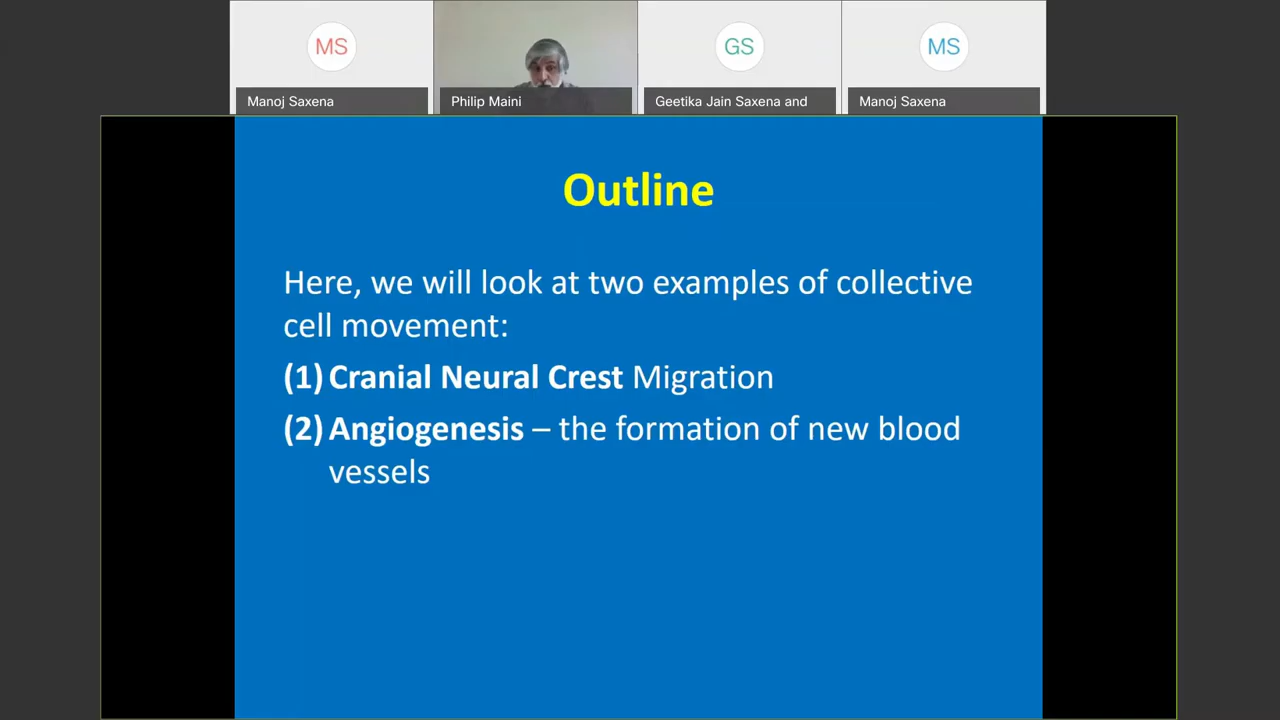 MS
GS
MS
Manoj Saxena
Philip Maini
Geetika Jain Saxena and
Manoj Saxena
Outline
Here, we will look at two examples of collective
cell movement:
(1) Cranial Neural Crest Migration
(2) Angiogenesis – the formation of new blood
vessels